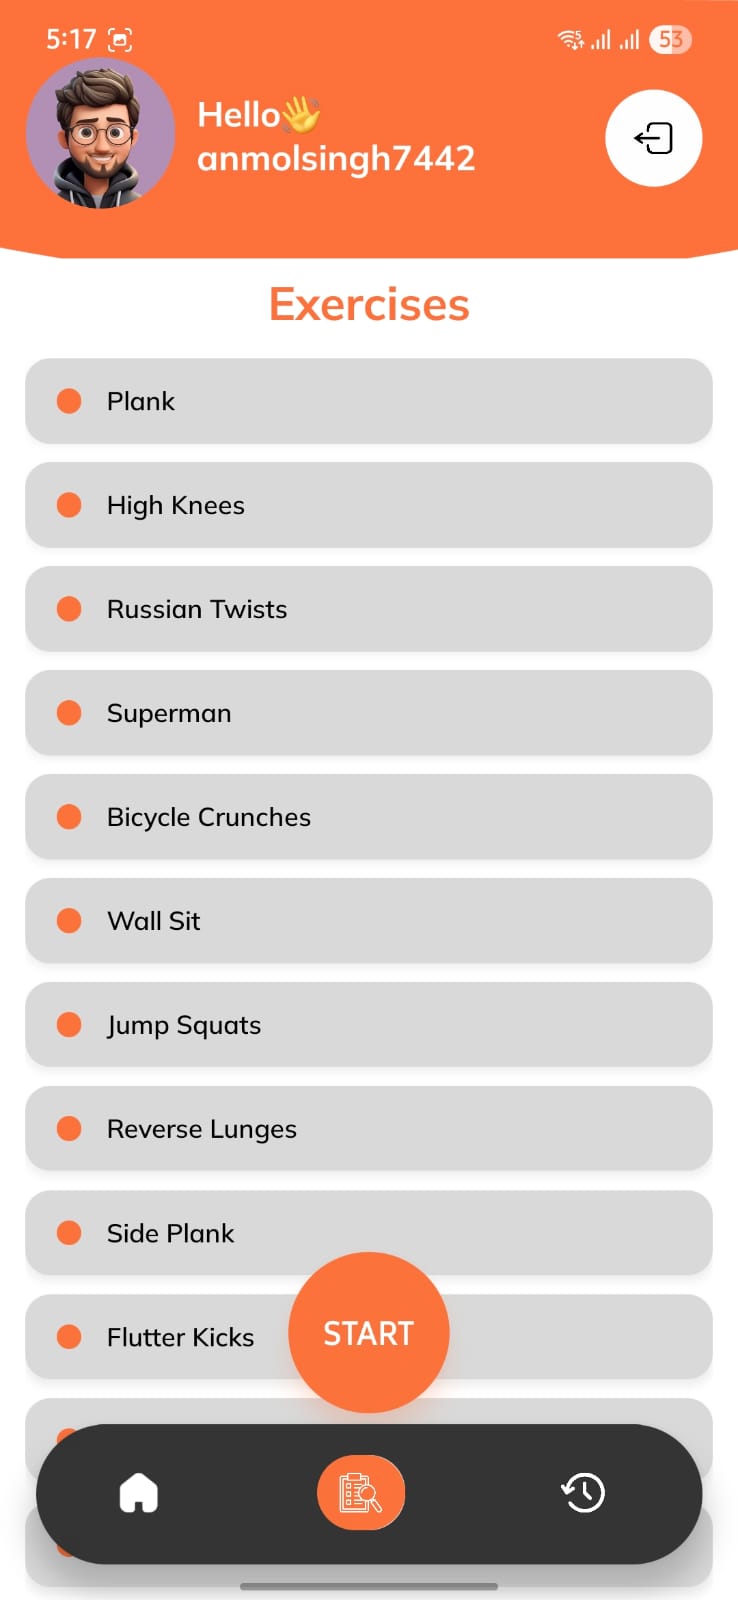 5:17
53
Hello👋
anmolsingh7442
Exercises
Plank
High Knees
Russian Twists
Superman
Bicycle Crunches
Wall Sit
Jump Squats
Reverse Lunges
Side Plank
Flutter Kicks
START